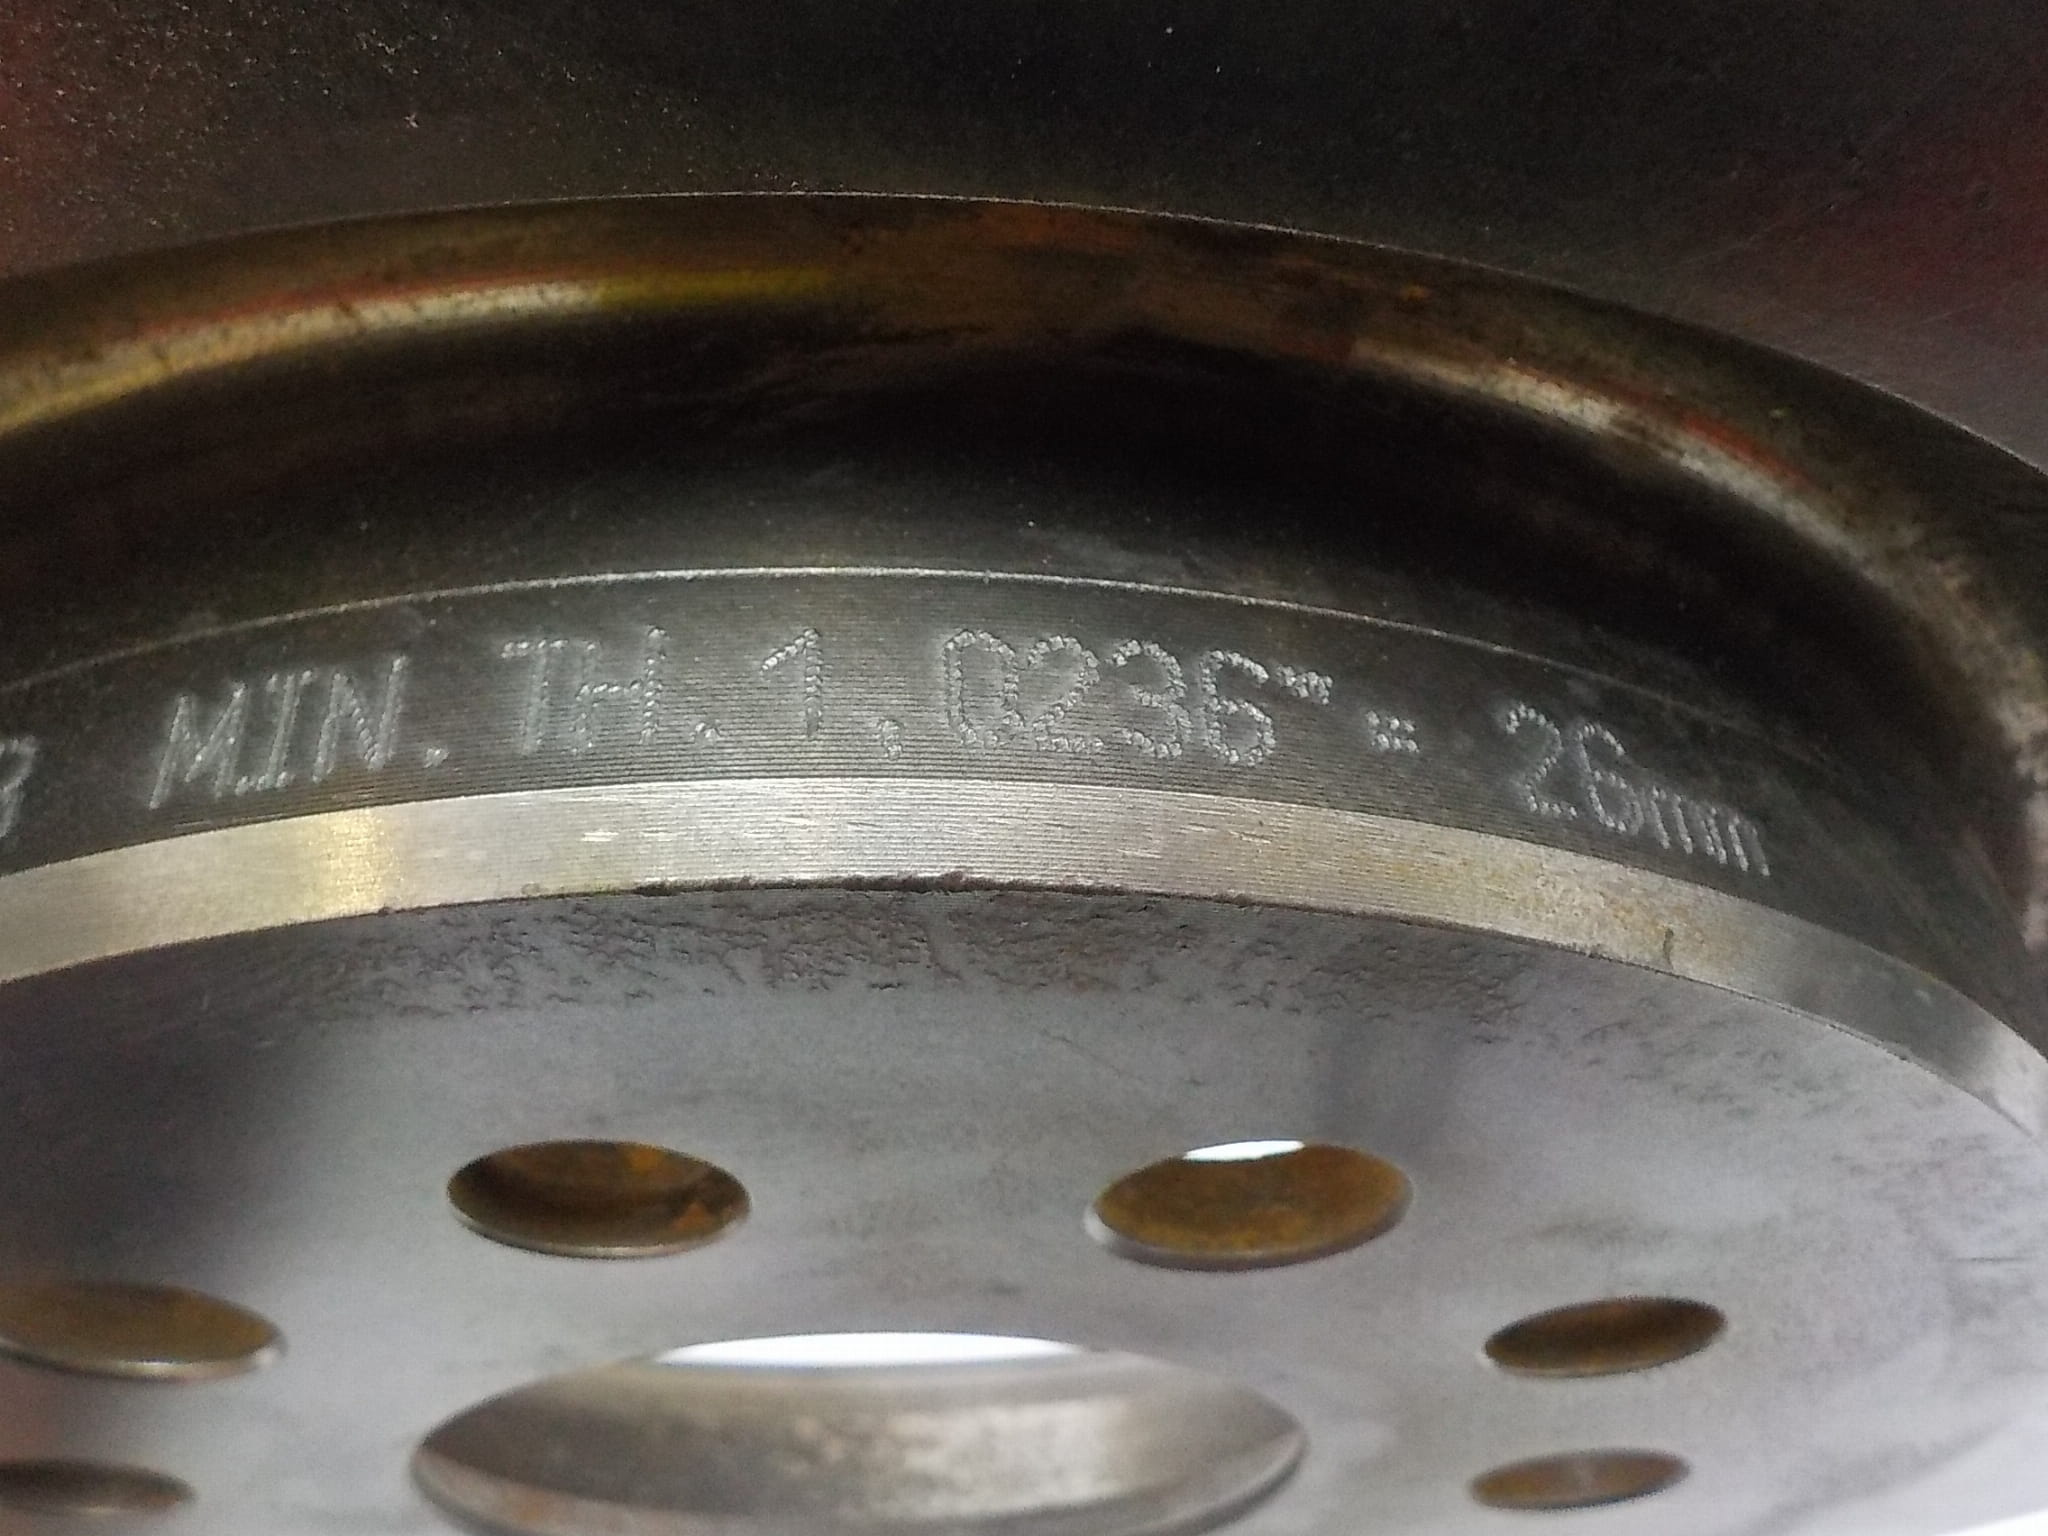 MIN. TH. 1.0236" = 26mm